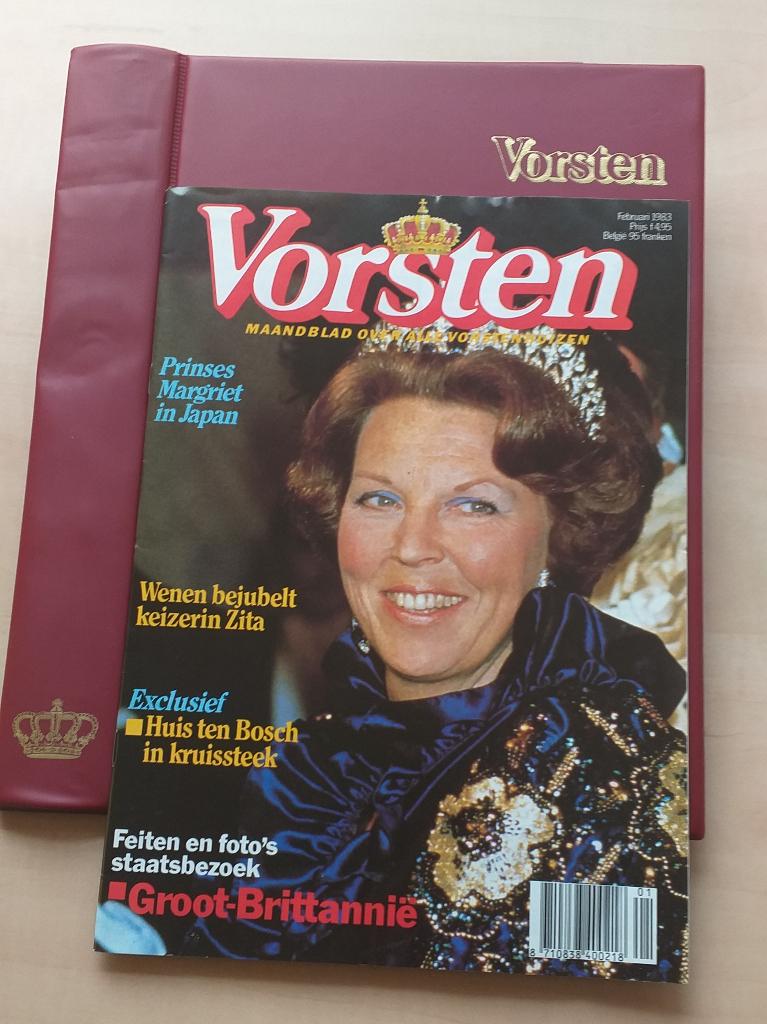 Vorsten
Februari 1983
Prijs f 4,95
België 95 franken
Vorsten
MAANDBLAD OVER ALLE VORSTENHUIZEN
Prinses
Margriet
in Japan
Wenen bejubelt
keizerin Zita
Exclusief
Huis ten Bosch
in kruissteek
Feiten en foto's
staatsbezoek
Groot-Brittannië
01
8 710838 400218